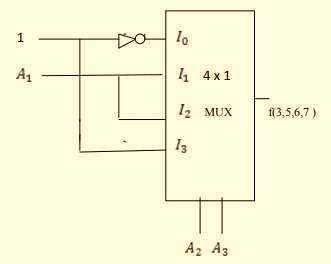 1 I₀
A₁ I₁ 4 x 1
I₂ MUX f(3,5,6,7 )
I₃
A₂ A₃